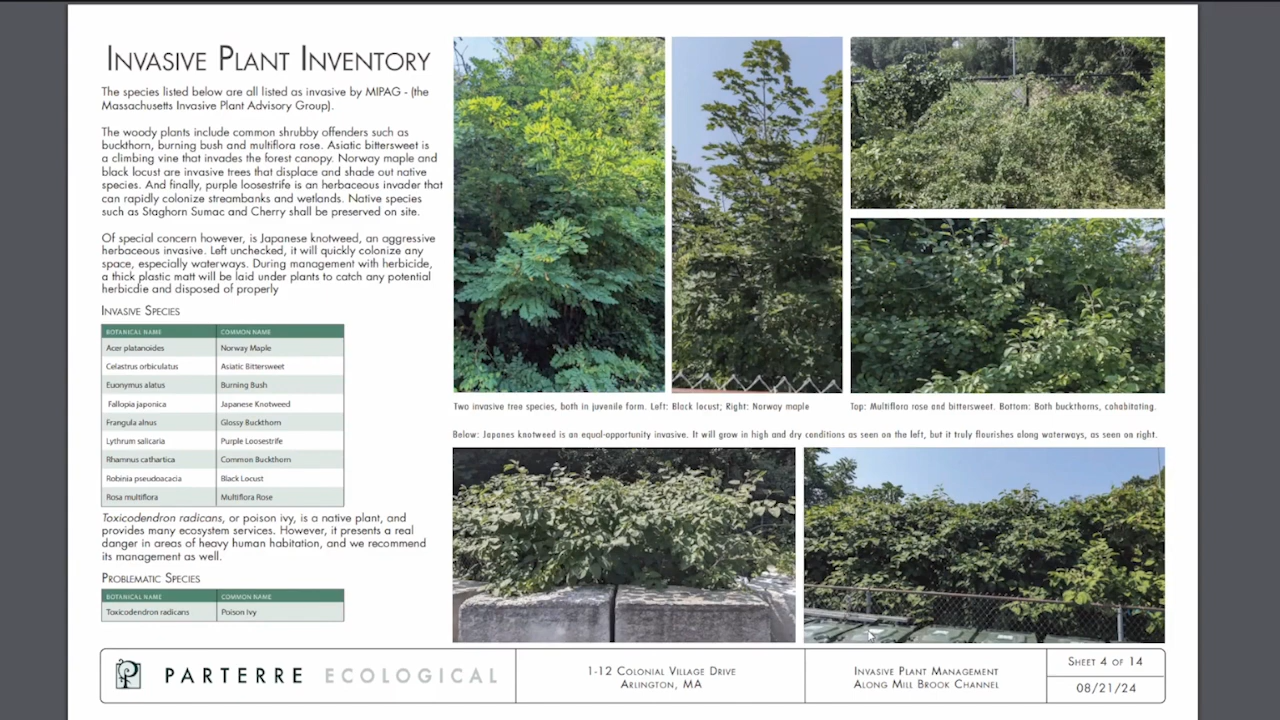 INVASIVE PLANT INVENTORY
The species listed below are all listed as invasive by MIPAG - (the
Massachusetts Invasive Plant Advisory Group).
The woody plants include common shrubby offenders such as
buckthorn, burning bush and multiflora rose. Asiatic bittersweet is
a climbing vine that invades the forest canopy. Norway maple and
black locust are invasive trees that displace and shade out native
species. And finally, purple loosestrife is an herbaceous invader that
can rapidly colonize streambanks and wetlands. Native species
such as Staghorn Sumac and Cherry shall be preserved on site.
Of special concern however, is Japanese knotweed, an aggressive
herbaceous invasive. Left unchecked, it will quickly colonize any
space, especially waterways. During management with herbicide,
a thick plastic matt will be laid under plants to catch any potential
herbicdie and disposed of properly
INVASIVE SPECIES
BOTANICAL NAME COMMON NAME
Acer platanoides Norway Maple
Celastrus orbiculatus Asiatic Bittersweet
Euonymus alatus Burning Bush
Fallopia japonica Japanese Knotweed
Frangula alnus Glossy Buckthorn
Lythrum salicaria Purple Loosestrife
Rhamnus cathartica Common Buckthorn
Robinia pseudoacacia Black Locust
Rosa multiflora Multiflora Rose
Toxicodendron radicans, or poison ivy, is a native plant, and
provides many ecosystem services. However, it presents a real
danger in areas of heavy human habitation, and we recommend
its management as well.
PROBLEMATIC SPECIES
BOTANICAL NAME COMMON NAME
Toxicodendron radicans Poison Ivy
Two invasive tree species, both in juvenile form. Left: Black locust; Right: Norway maple
Top: Multiflora rose and bittersweet. Bottom: Both buckthorns, cohabitating.
Below: Japanes knotweed is an equal-opportunity invasive. It will grow in high and dry conditions as seen on the left, but it truly flourishes along waterways, as seen on right.
PARTERRE ECOLOGICAL
1-12 COLONIAL VILLAGE DRIVE
ARLINGTON, MA
INVASIVE PLANT MANAGEMENT
ALONG MILL BROOK CHANNEL
SHEET 4 OF 14
08/21/24